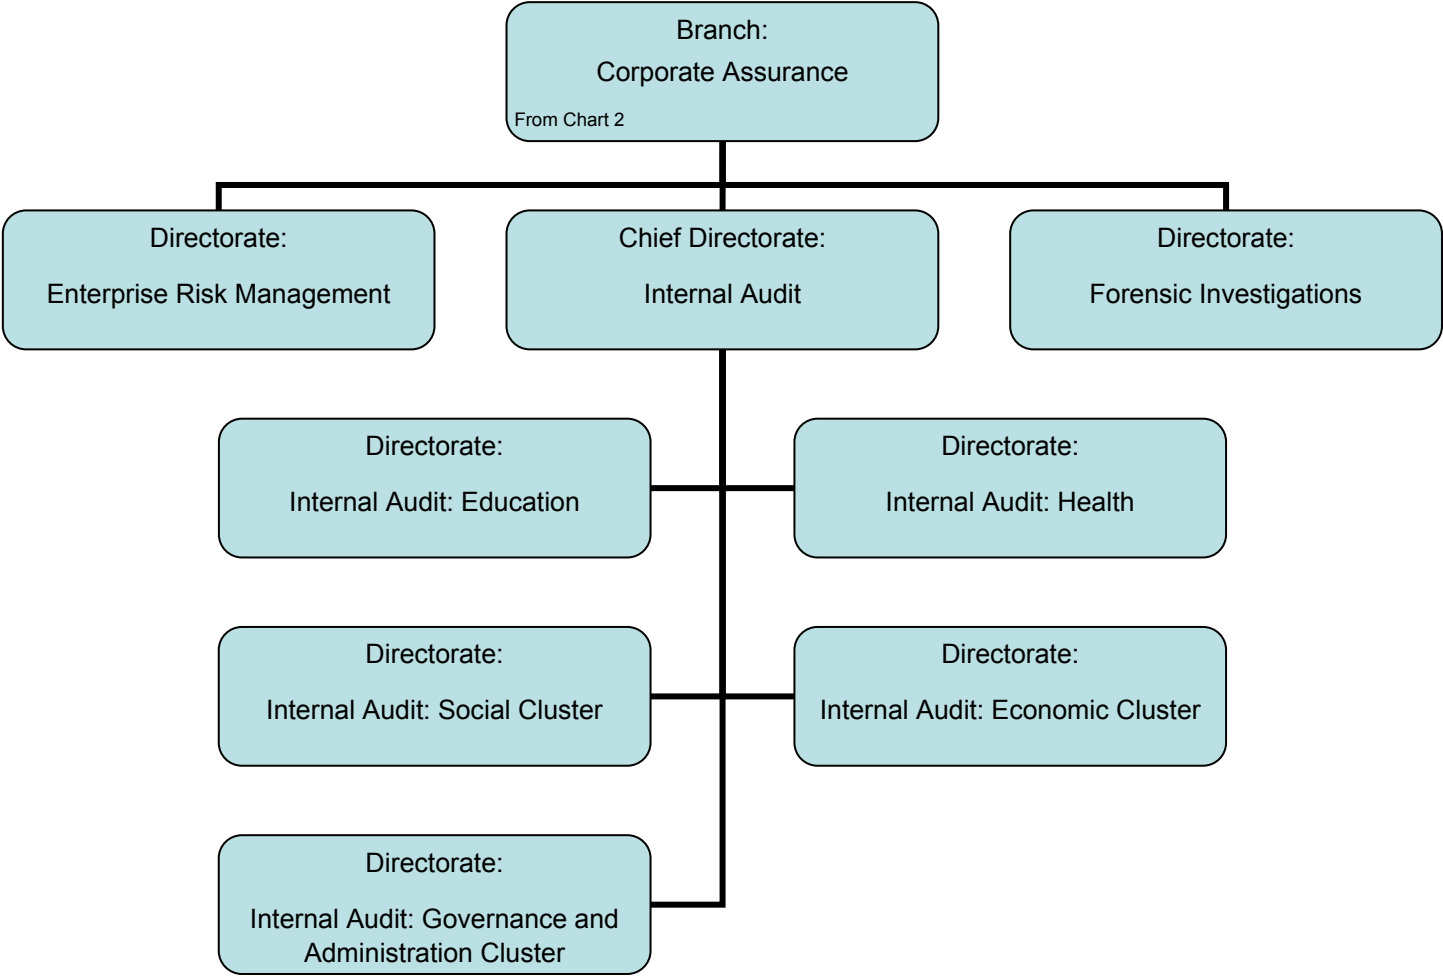 Branch:
Corporate Assurance
From Chart 2
Directorate:
Enterprise Risk Management
Chief Directorate:
Internal Audit
Directorate:
Forensic Investigations
Directorate:
Internal Audit: Education
Directorate:
Internal Audit: Health
Directorate:
Internal Audit: Social Cluster
Directorate:
Internal Audit: Economic Cluster
Directorate:
Internal Audit: Governance and
Administration Cluster